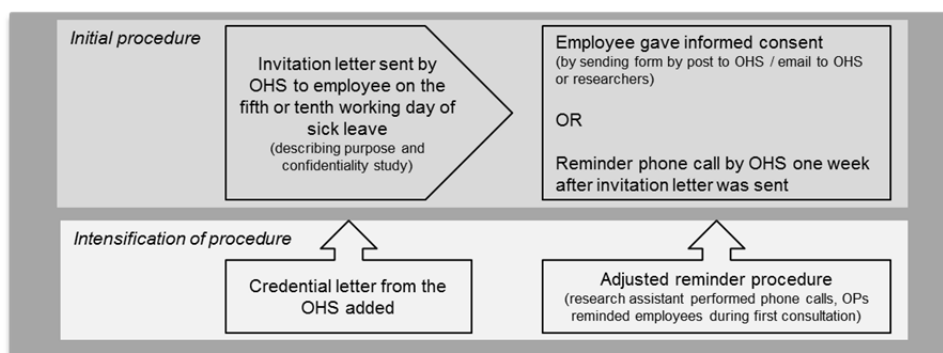 Initial procedure
Invitation letter sent by
OHS to employee on the
fifth or tenth working day of
sick leave
(describing purpose and
confidentiality study)
Employee gave informed consent
(by sending form by post to OHS / email to OHS
or researchers)
OR
Reminder phone call by OHS one week
after invitation letter was sent
Intensification of procedure
Credential letter from the
OHS added
Adjusted reminder procedure
(research assistant performed phone calls, OPs
reminded employees during first consultation)